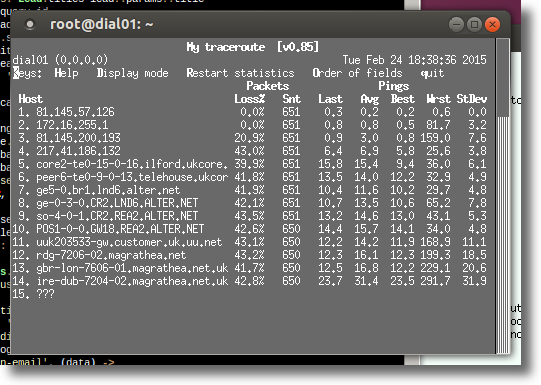 root@dial01: ~
My traceroute [v0.85]
dial01 (0.0.0.0) Tue Feb 24 18:38:36 2015
Keys: Help Display mode Restart statistics Order of fields quit
Packets Pings
Host Loss% Snt Last Avg Best Wrst StDev
1. 81.145.57.126 0.0% 651 0.3 0.2 0.2 0.6 0.0
2. 172.16.255.1 0.0% 651 0.8 0.8 0.5 81.7 3.2
3. 81.145.200.193 20.9% 651 0.9 3.4 0.8 159.0 7.6
4. 217.41.186.132 43.0% 651 6.4 6.9 5.8 25.6 3.8
5. core2-te0-15-0-16.ilford.ukcore. 39.9% 651 15.8 15.4 9.4 36.0 6.1
6. peer6-te0-9-0-13.telehouse.ukcor 41.8% 651 13.5 14.0 12.2 32.9 4.9
7. ge5-0.br1.lnd6.alter.net 41.9% 651 10.4 11.6 10.2 29.7 4.8
8. ge-0-3-0.CR2.LND6.ALTER.NET 42.1% 651 10.7 13.5 10.6 65.2 7.8
9. so-4-0-1.CR2.REA2.ALTER.NET 43.5% 651 13.2 14.6 13.0 43.1 5.3
10. POS1-0-0.GW18.REA2.ALTER.NET 42.6% 650 14.4 15.7 14.1 34.0 4.8
11. uuk203533-gw.customer.uk.uu.net 43.1% 650 12.2 14.2 11.9 168.9 11.1
12. rdg-7206-02.magrathea.net 43.2% 650 12.3 16.1 12.3 199.3 18.5
13. gbr-lon-7606-01.magrathea.net.uk 41.7% 650 12.5 16.8 12.2 229.1 20.6
14. ire-dub-7204-02.magrathea.net.uk 42.8% 650 23.7 31.4 23.5 291.7 31.9
15. ???
n-email', (data) ->